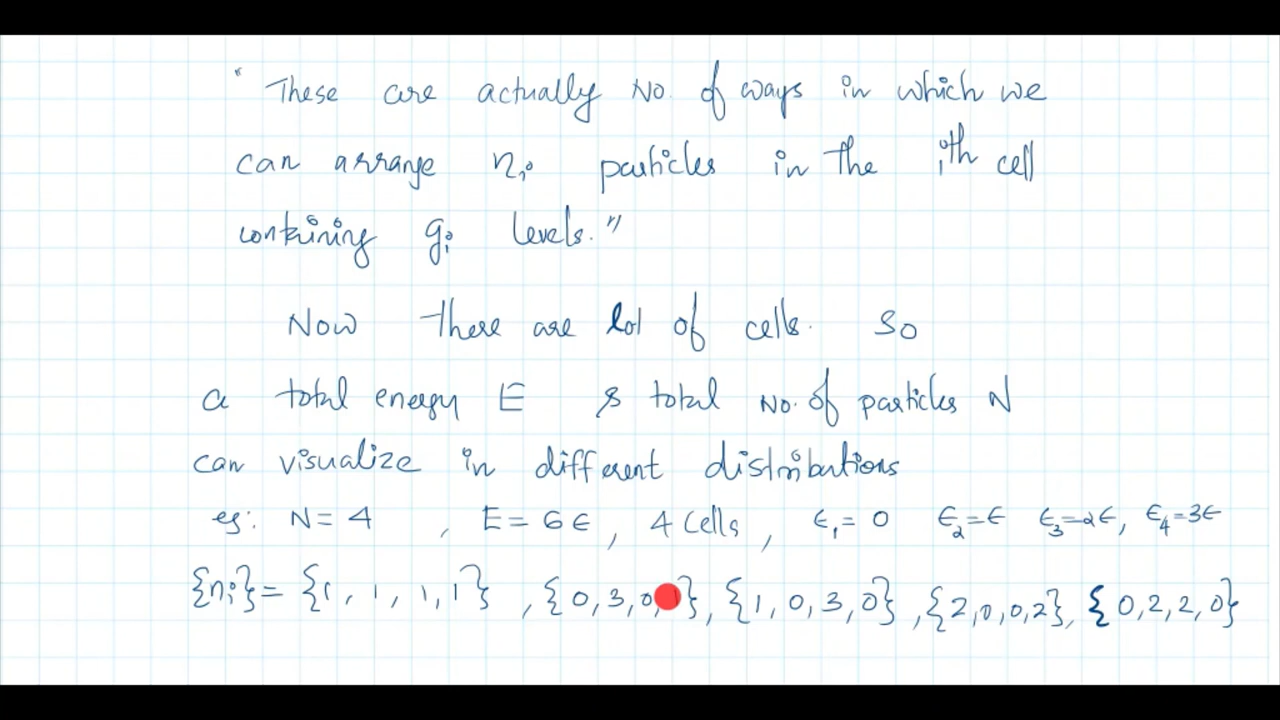 "These are actually No. of ways in which we
can arrange nᵢ particles in the ith cell
containing gᵢ levels."
Now there are lot of cells. So
a total energy E & total No. of particles N
can visualize in different distributions
eg: N = 4 , E = 6ϵ , 4 cells , ϵ₁ = 0 ϵ₂=ϵ ϵ₃=2ϵ, ϵ₄=3ϵ
{nᵢ} = {1, 1, 1, 1} , {0, 3, 0, }, {1, 0, 3, 0} , {2,0,0,2}, {0,2,2,0}